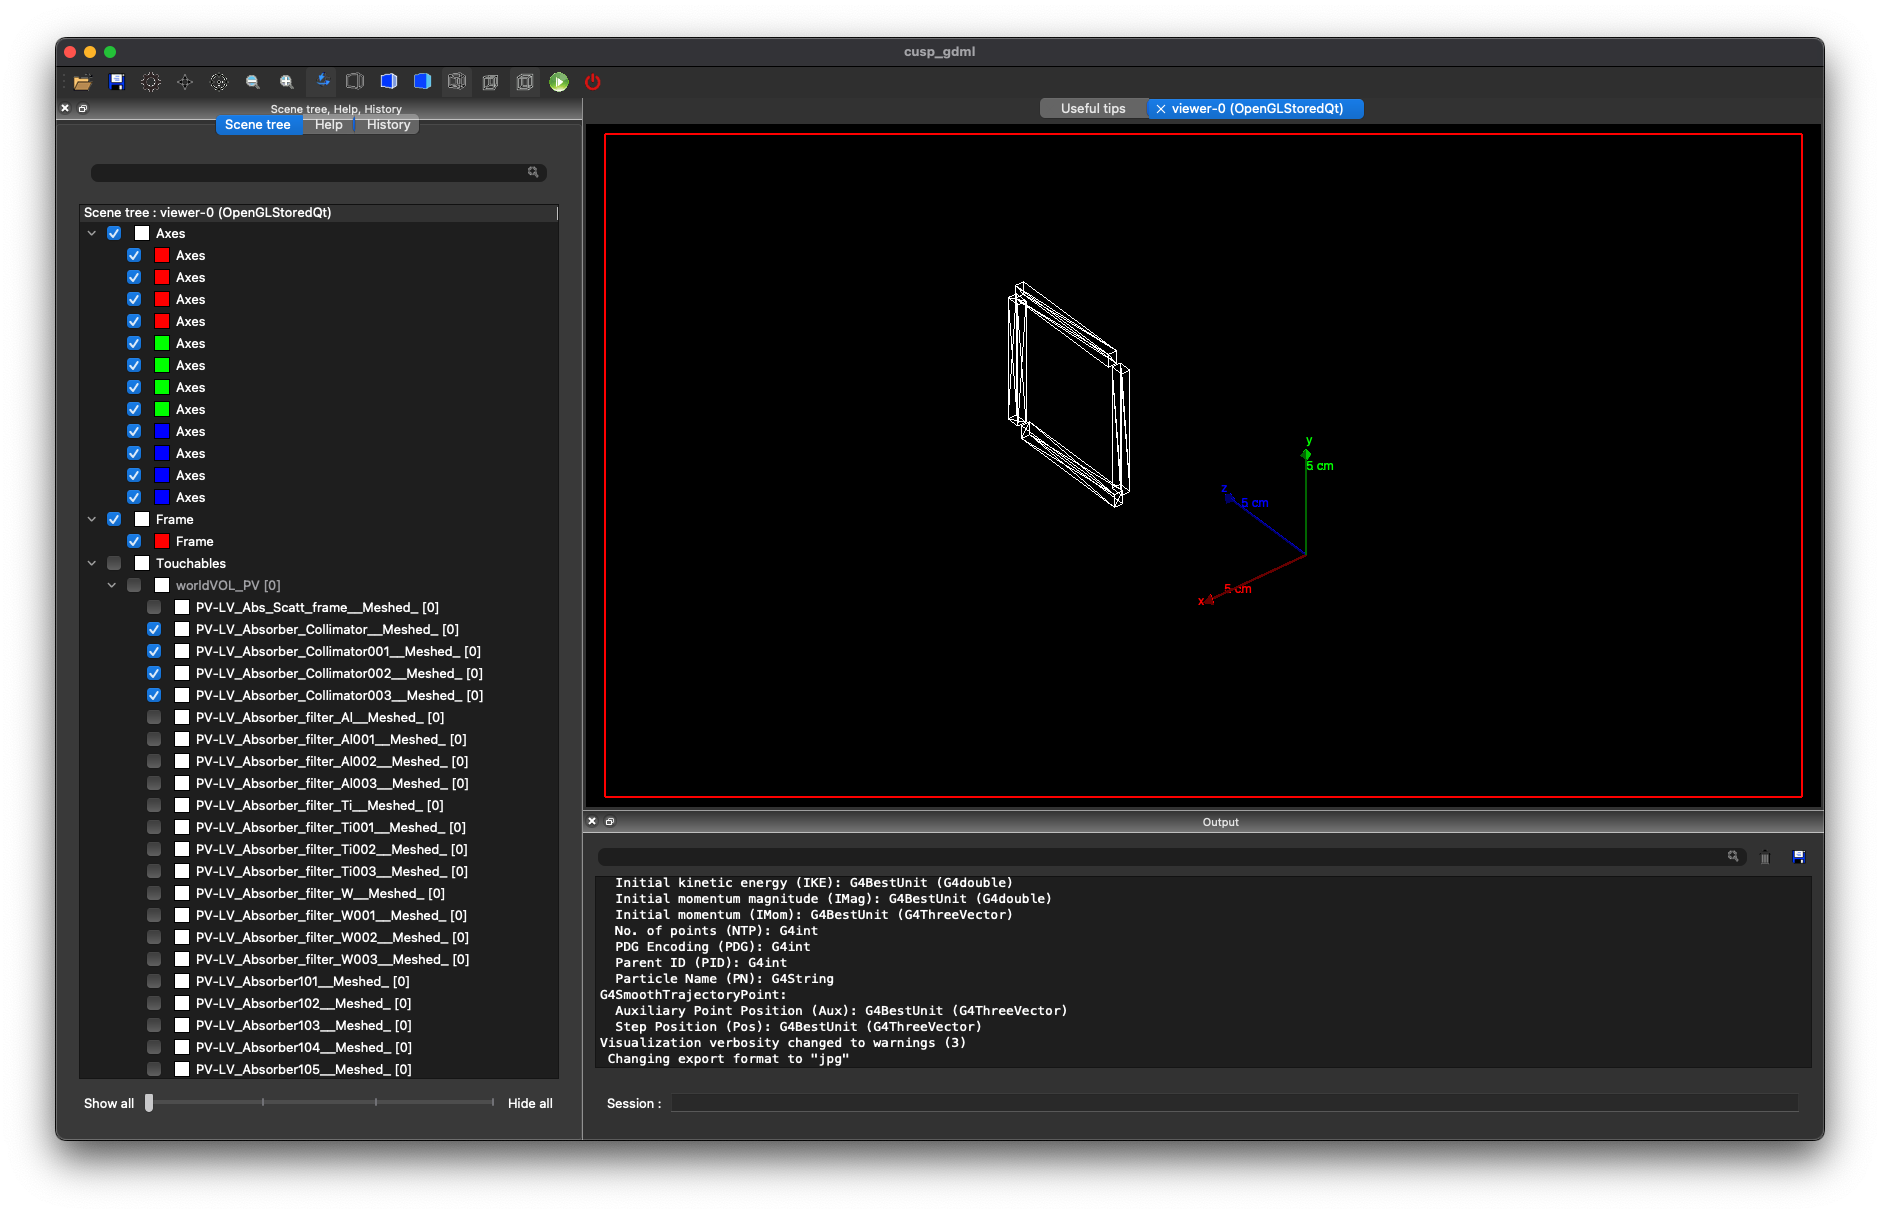 cusp_gdml
Scene tree, Help, History
Scene tree
Help
History
Scene tree : viewer-0 (OpenGLStoredQt)
Axes
Axes
Axes
Axes
Axes
Axes
Axes
Axes
Axes
Axes
Axes
Axes
Axes
Frame
Frame
Touchables
worldVOL_PV [0]
PV-LV_Abs_Scatt_frame__Meshed_ [0]
PV-LV_Absorber_Collimator__Meshed_ [0]
PV-LV_Absorber_Collimator001__Meshed_ [0]
PV-LV_Absorber_Collimator002__Meshed_ [0]
PV-LV_Absorber_Collimator003__Meshed_ [0]
PV-LV_Absorber_filter_Al__Meshed_ [0]
PV-LV_Absorber_filter_Al001__Meshed_ [0]
PV-LV_Absorber_filter_Al002__Meshed_ [0]
PV-LV_Absorber_filter_Al003__Meshed_ [0]
PV-LV_Absorber_filter_Ti__Meshed_ [0]
PV-LV_Absorber_filter_Ti001__Meshed_ [0]
PV-LV_Absorber_filter_Ti002__Meshed_ [0]
PV-LV_Absorber_filter_Ti003__Meshed_ [0]
PV-LV_Absorber_filter_W__Meshed_ [0]
PV-LV_Absorber_filter_W001__Meshed_ [0]
PV-LV_Absorber_filter_W002__Meshed_ [0]
PV-LV_Absorber_filter_W003__Meshed_ [0]
PV-LV_Absorber101__Meshed_ [0]
PV-LV_Absorber102__Meshed_ [0]
PV-LV_Absorber103__Meshed_ [0]
PV-LV_Absorber104__Meshed_ [0]
PV-LV_Absorber105__Meshed_ [0]
Show all
Hide all
Useful tips
viewer-0 (OpenGLStoredQt)
y
5 cm
z
5 cm
5 cm
x
Output
Initial kinetic energy (IKE): G4BestUnit (G4double)
Initial momentum magnitude (IMag): G4BestUnit (G4double)
Initial momentum (IMom): G4BestUnit (G4ThreeVector)
No. of points (NTP): G4int
PDG Encoding (PDG): G4int
Parent ID (PID): G4int
Particle Name (PN): G4String
G4SmoothTrajectoryPoint:
Auxiliary Point Position (Aux): G4BestUnit (G4ThreeVector)
Step Position (Pos): G4BestUnit (G4ThreeVector)
Visualization verbosity changed to warnings (3)
Changing export format to "jpg"
Session :